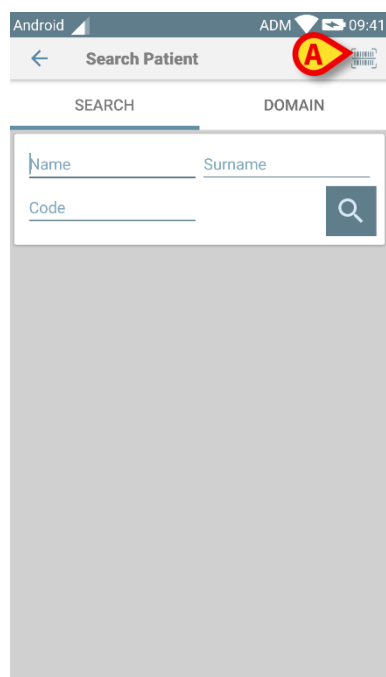 Android ADM 09:41
Search Patient A
SEARCH DOMAIN
Name Surname
Code